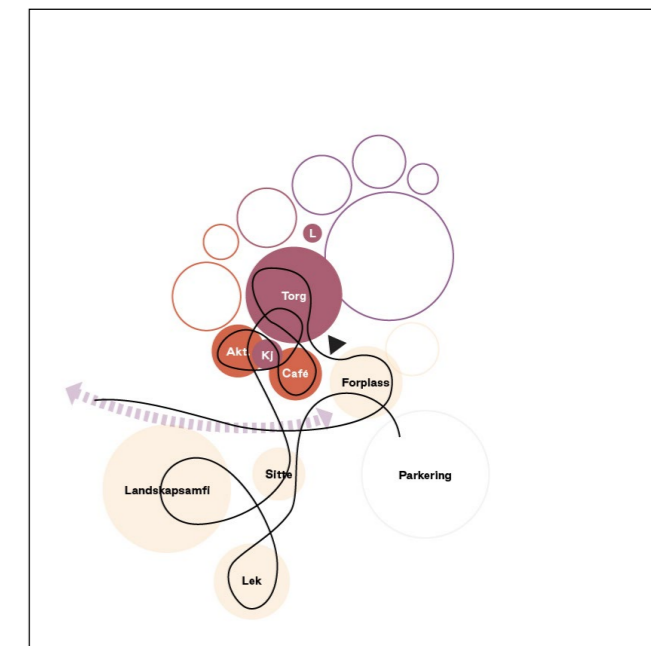 L
Torg
Akt.
Kj
Café
Forplass
Sitte
Parkering
Landskapsamfi
Lek